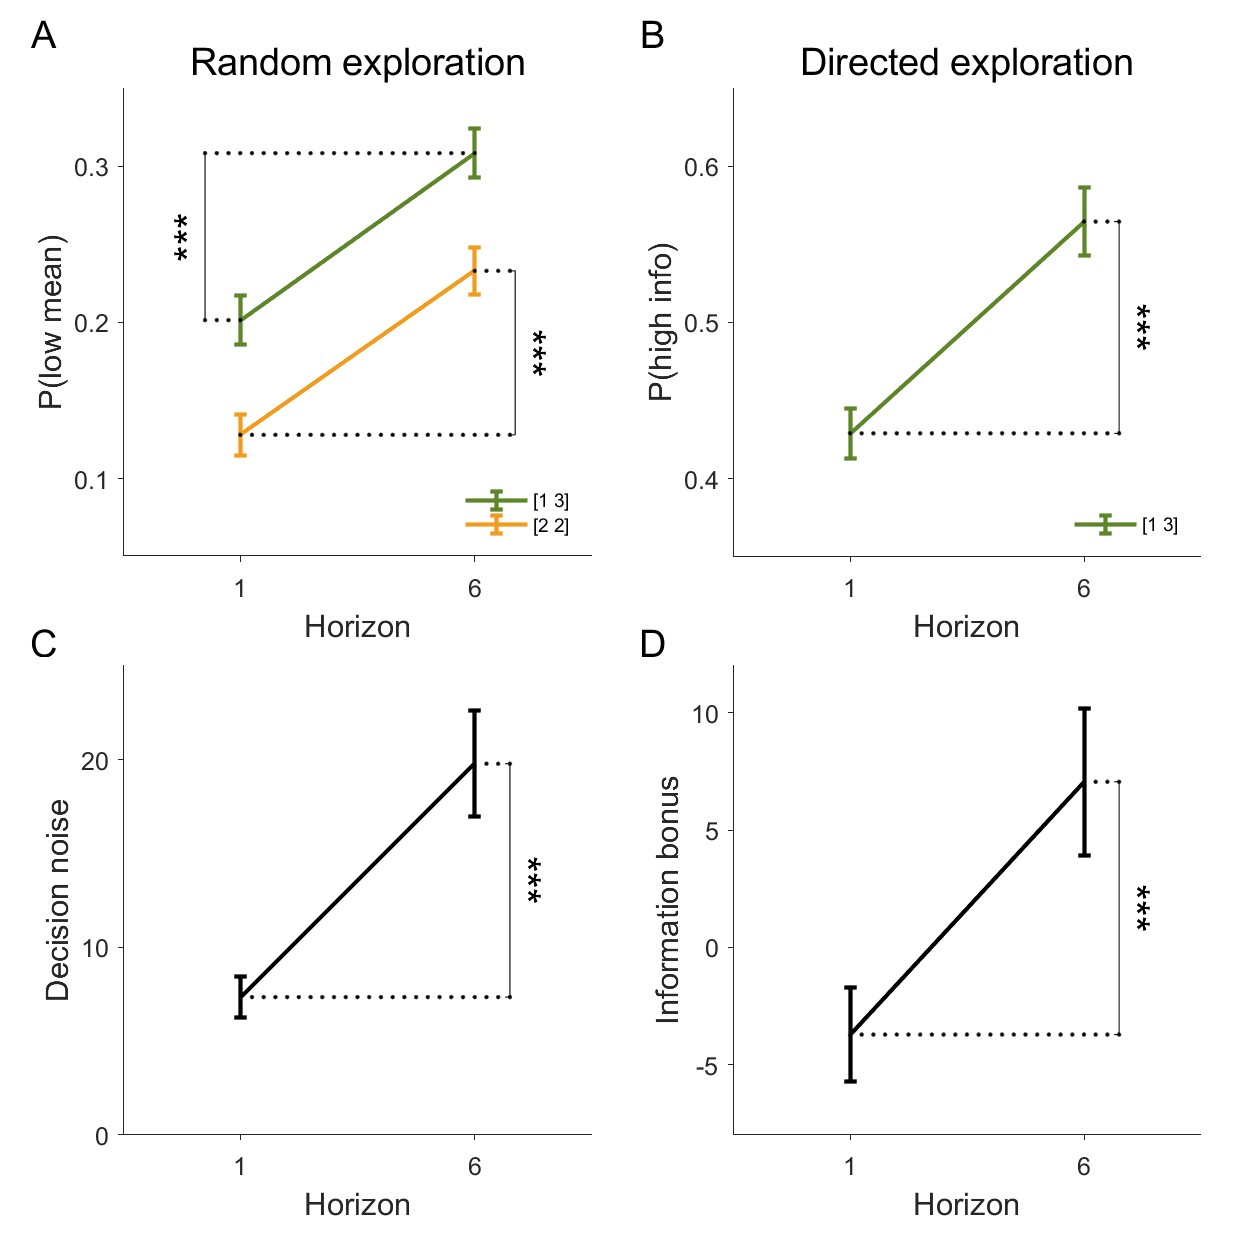 A
Random exploration
P(low mean)
0.3
0.2
0.1
***
***
[1 3]
[2 2]
1
6
Horizon
B
Directed exploration
P(high info)
0.6
0.5
0.4
***
[1 3]
1
6
Horizon
C
Decision noise
20
10
0
***
1
6
Horizon
D
Information bonus
10
5
0
-5
***
1
6
Horizon